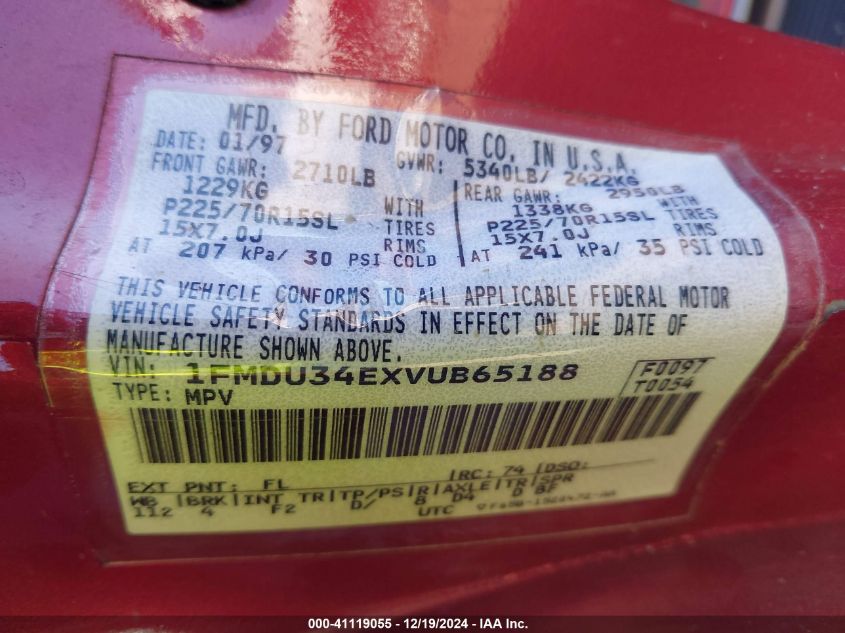 MFD. BY FORD MOTOR CO. IN U.S.A.
DATE: 01/97 GVWR: 5340LB/ 2422KG
FRONT GAWR: 2710LB REAR GAWR: 2950LB
1229KG WITH 1338KG WITH
P225/70R15SL TIRES P225/70R15SL TIRES
15X7.0J RIMS 15X7.0J RIMS
AT 207 kPa/ 30 PSI COLD AT 241 kPa/ 35 PSI COLD
THIS VEHICLE CONFORMS TO ALL APPLICABLE FEDERAL MOTOR
VEHICLE SAFETY STANDARDS IN EFFECT ON THE DATE OF
MANUFACTURE SHOWN ABOVE.
VIN: 1FMDU34EXVUB65188 F0097
TYPE: MPV T0054
EXT PNT: FL RC: 74 DSO:
WB BRK INT TR TP/PS R AXLE TR SPR
112 4 F2 D/ 8 D4 D BF
UTC
000-41119055 - 12/19/2024 - IAAI.COM